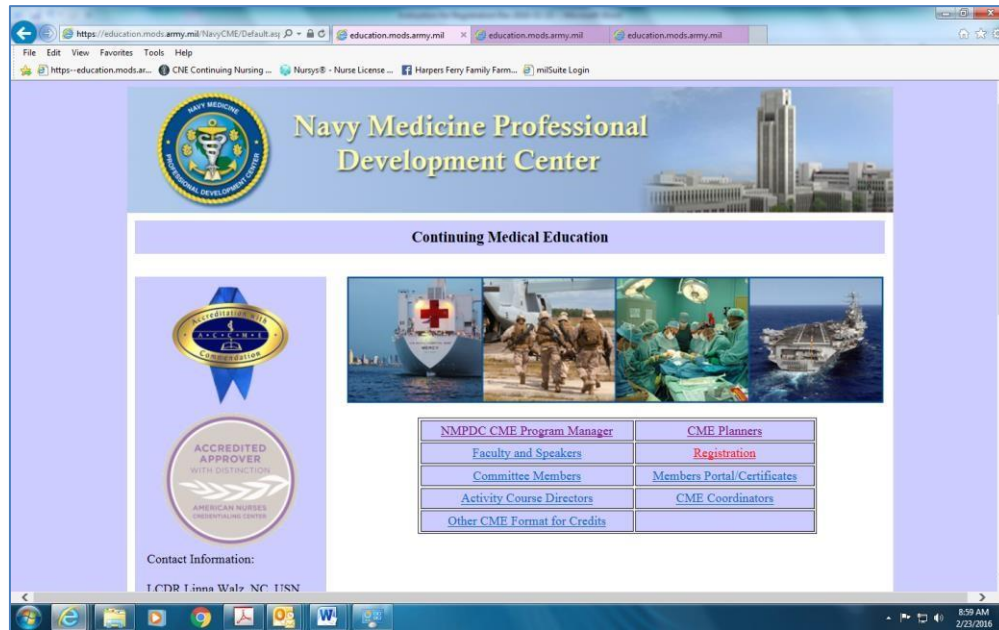 https://education.mods.army.mil/NavyCME/Default.asp
education.mods.army.mil
education.mods.army.mil
education.mods.army.mil
File Edit View Favorites Tools Help
https--education.mods.ar... CNE Continuing Nursing ... Nursys® - Nurse License ... Harpers Ferry Family Farm... milSuite Login
NAVY MEDICINE
PROFESSIONAL DEVELOPMENT CENTER
Navy Medicine Professional
Development Center
Continuing Medical Education
Accreditation with
A•C•C•M•E
Commendation
MERCY
ACCREDITED
APPROVER
WITH DISTINCTION
AMERICAN NURSES
CREDENTIALING CENTER
NMPDC CME Program Manager CME Planners
Faculty and Speakers Registration
Committee Members Members Portal/Certificates
Activity Course Directors CME Coordinators
Other CME Format for Credits
Contact Information:
LCDR Linna Walz, NC, USN
8:59 AM
2/23/2016